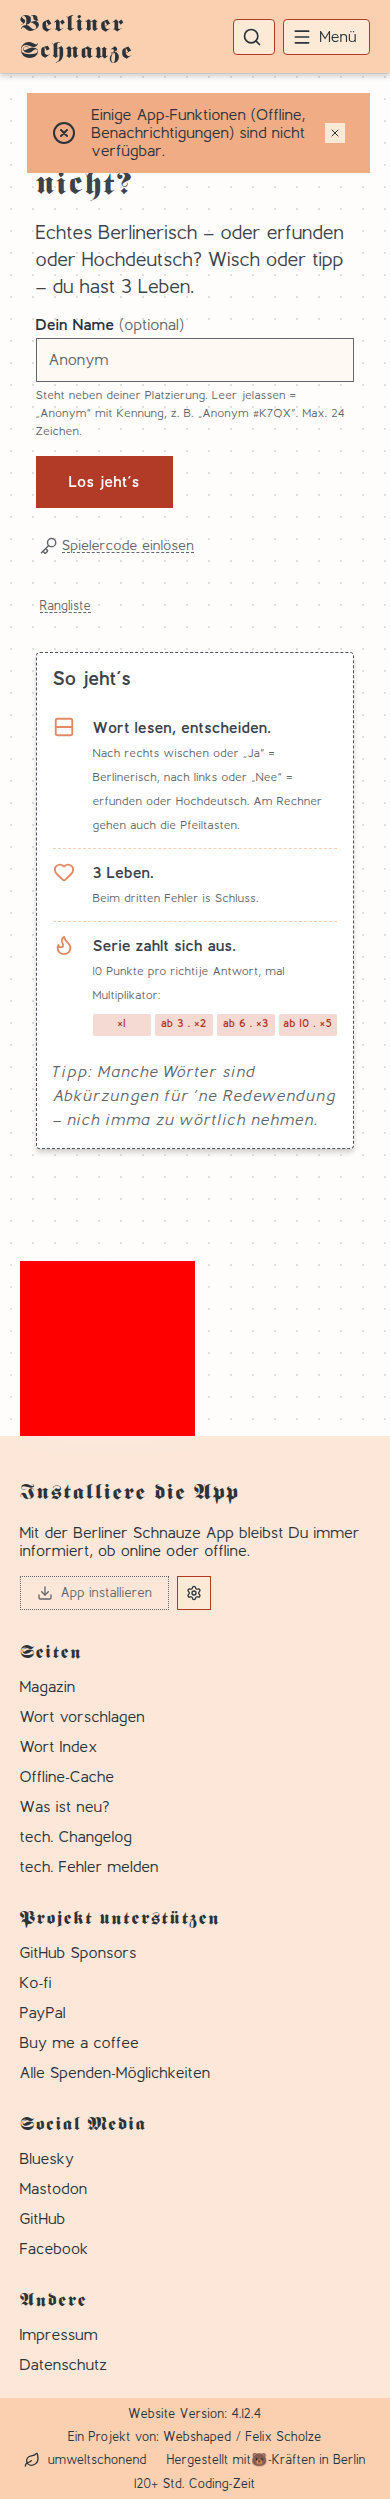 Berliner
Schnauze
Menü
Einige App-Funktionen (Offline,
Benachrichtigungen) sind nicht
verfügbar.
nicht?
Echtes Berlinerisch – oder erfunden
oder Hochdeutsch? Wisch oder tipp
– du hast 3 Leben.
Dein Name (optional)
Anonym
Steht neben deiner Platzierung. Leer jelassen =
„Anonym“ mit Kennung, z. B. „Anonym #K7QX“. Max. 24
Zeichen.
Los jeht’s
Spielercode einlösen
Rangliste
So jeht’s
Wort lesen, entscheiden.
Nach rechts wischen oder „Ja“ =
Berlinerisch, nach links oder „Nee“ =
erfunden oder Hochdeutsch. Am Rechner
gehen auch die Pfeiltasten.
3 Leben.
Beim dritten Fehler is Schluss.
Serie zahlt sich aus.
10 Punkte pro richtije Antwort, mal
Multiplikator:
×1 ab 3 · ×2 ab 6 · ×3 ab 10 · ×5
Tipp: Manche Wörter sind
Abkürzungen für ’ne Redewendung
– nich imma zu wörtlich nehmen.
Installiere die App
Mit der Berliner Schnauze App bleibst Du immer
informiert, ob online oder offline.
App installieren
Seiten
Magazin
Wort vorschlagen
Wort Index
Offline-Cache
Was ist neu?
tech. Changelog
tech. Fehler melden
Projekt unterstützen
GitHub Sponsors
Ko-fi
PayPal
Buy me a coffee
Alle Spenden-Möglichkeiten
Social Media
Bluesky
Mastodon
GitHub
Facebook
Andere
Impressum
Datenschutz
Website Version: 4.12.4
Ein Projekt von: Webshaped / Felix Scholze
umweltschonend Hergestellt mit🐻-Kräften in Berlin
120+ Std. Coding-Zeit